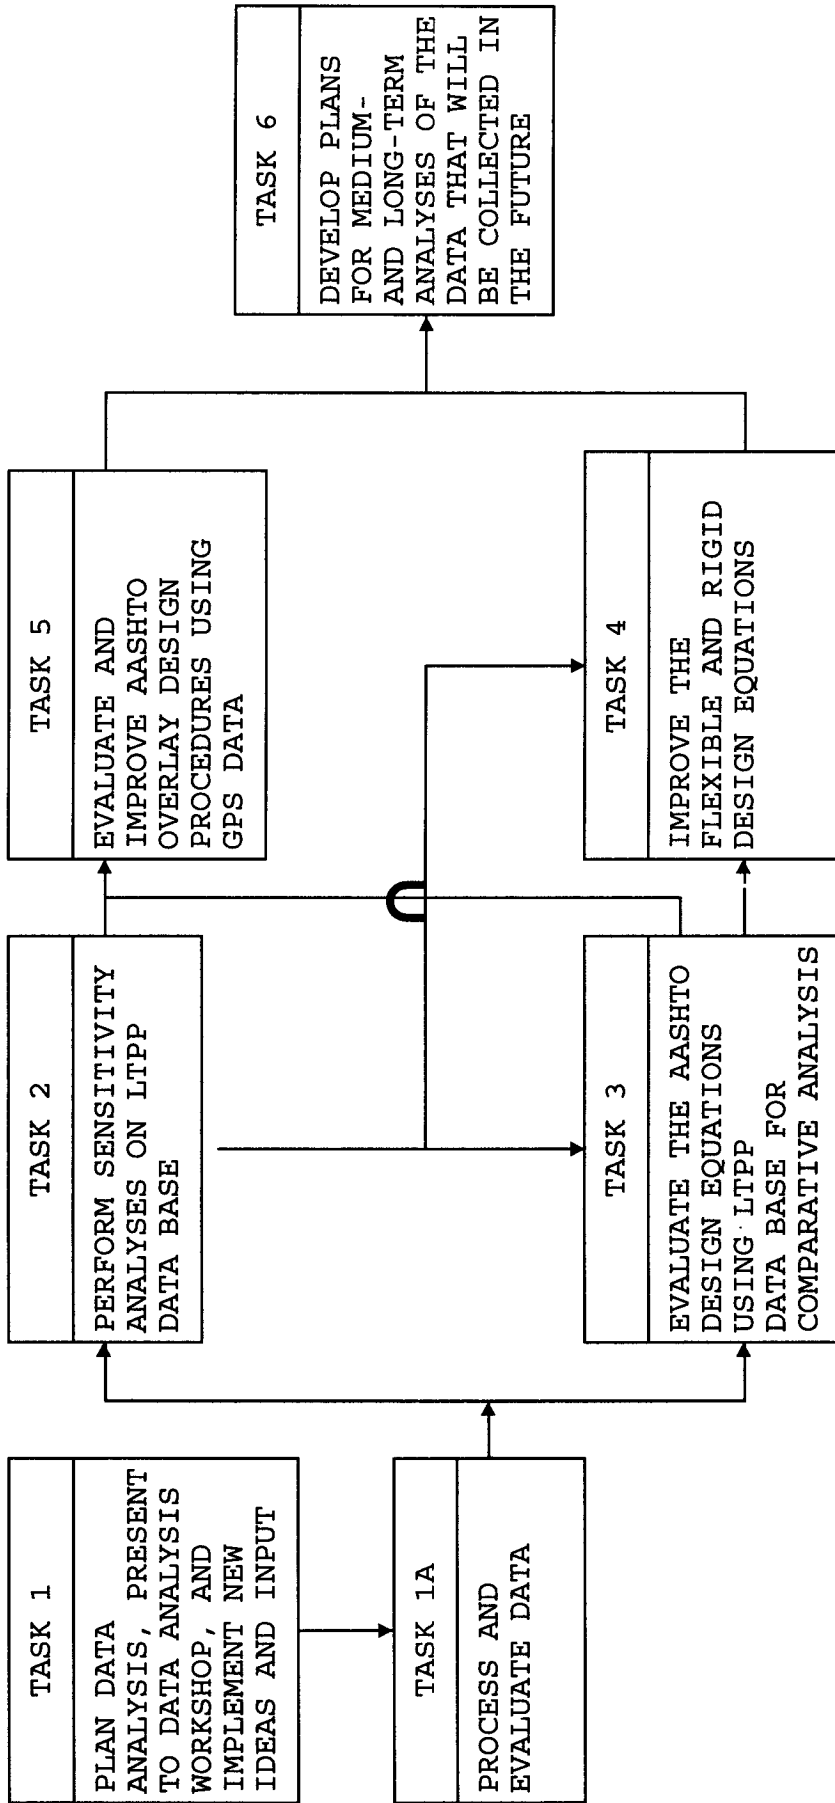 TASK 1
PLAN DATA
ANALYSIS, PRESENT
TO DATA ANALYSIS
WORKSHOP, AND
IMPLEMENT NEW
IDEAS AND INPUT
TASK 1A
PROCESS AND
EVALUATE DATA
TASK 2
PERFORM SENSITIVITY
ANALYSES ON LTPP
DATA BASE
TASK 3
EVALUATE THE AASHTO
DESIGN EQUATIONS
USING LTPP
DATA BASE FOR
COMPARATIVE ANALYSIS
TASK 5
EVALUATE AND
IMPROVE AASHTO
OVERLAY DESIGN
PROCEDURES USING
GPS DATA
TASK 4
IMPROVE THE
FLEXIBLE AND RIGID
DESIGN EQUATIONS
TASK 6
DEVELOP PLANS
FOR MEDIUM-
AND LONG-TERM
ANALYSES OF THE
DATA THAT WILL
BE COLLECTED IN
THE FUTURE